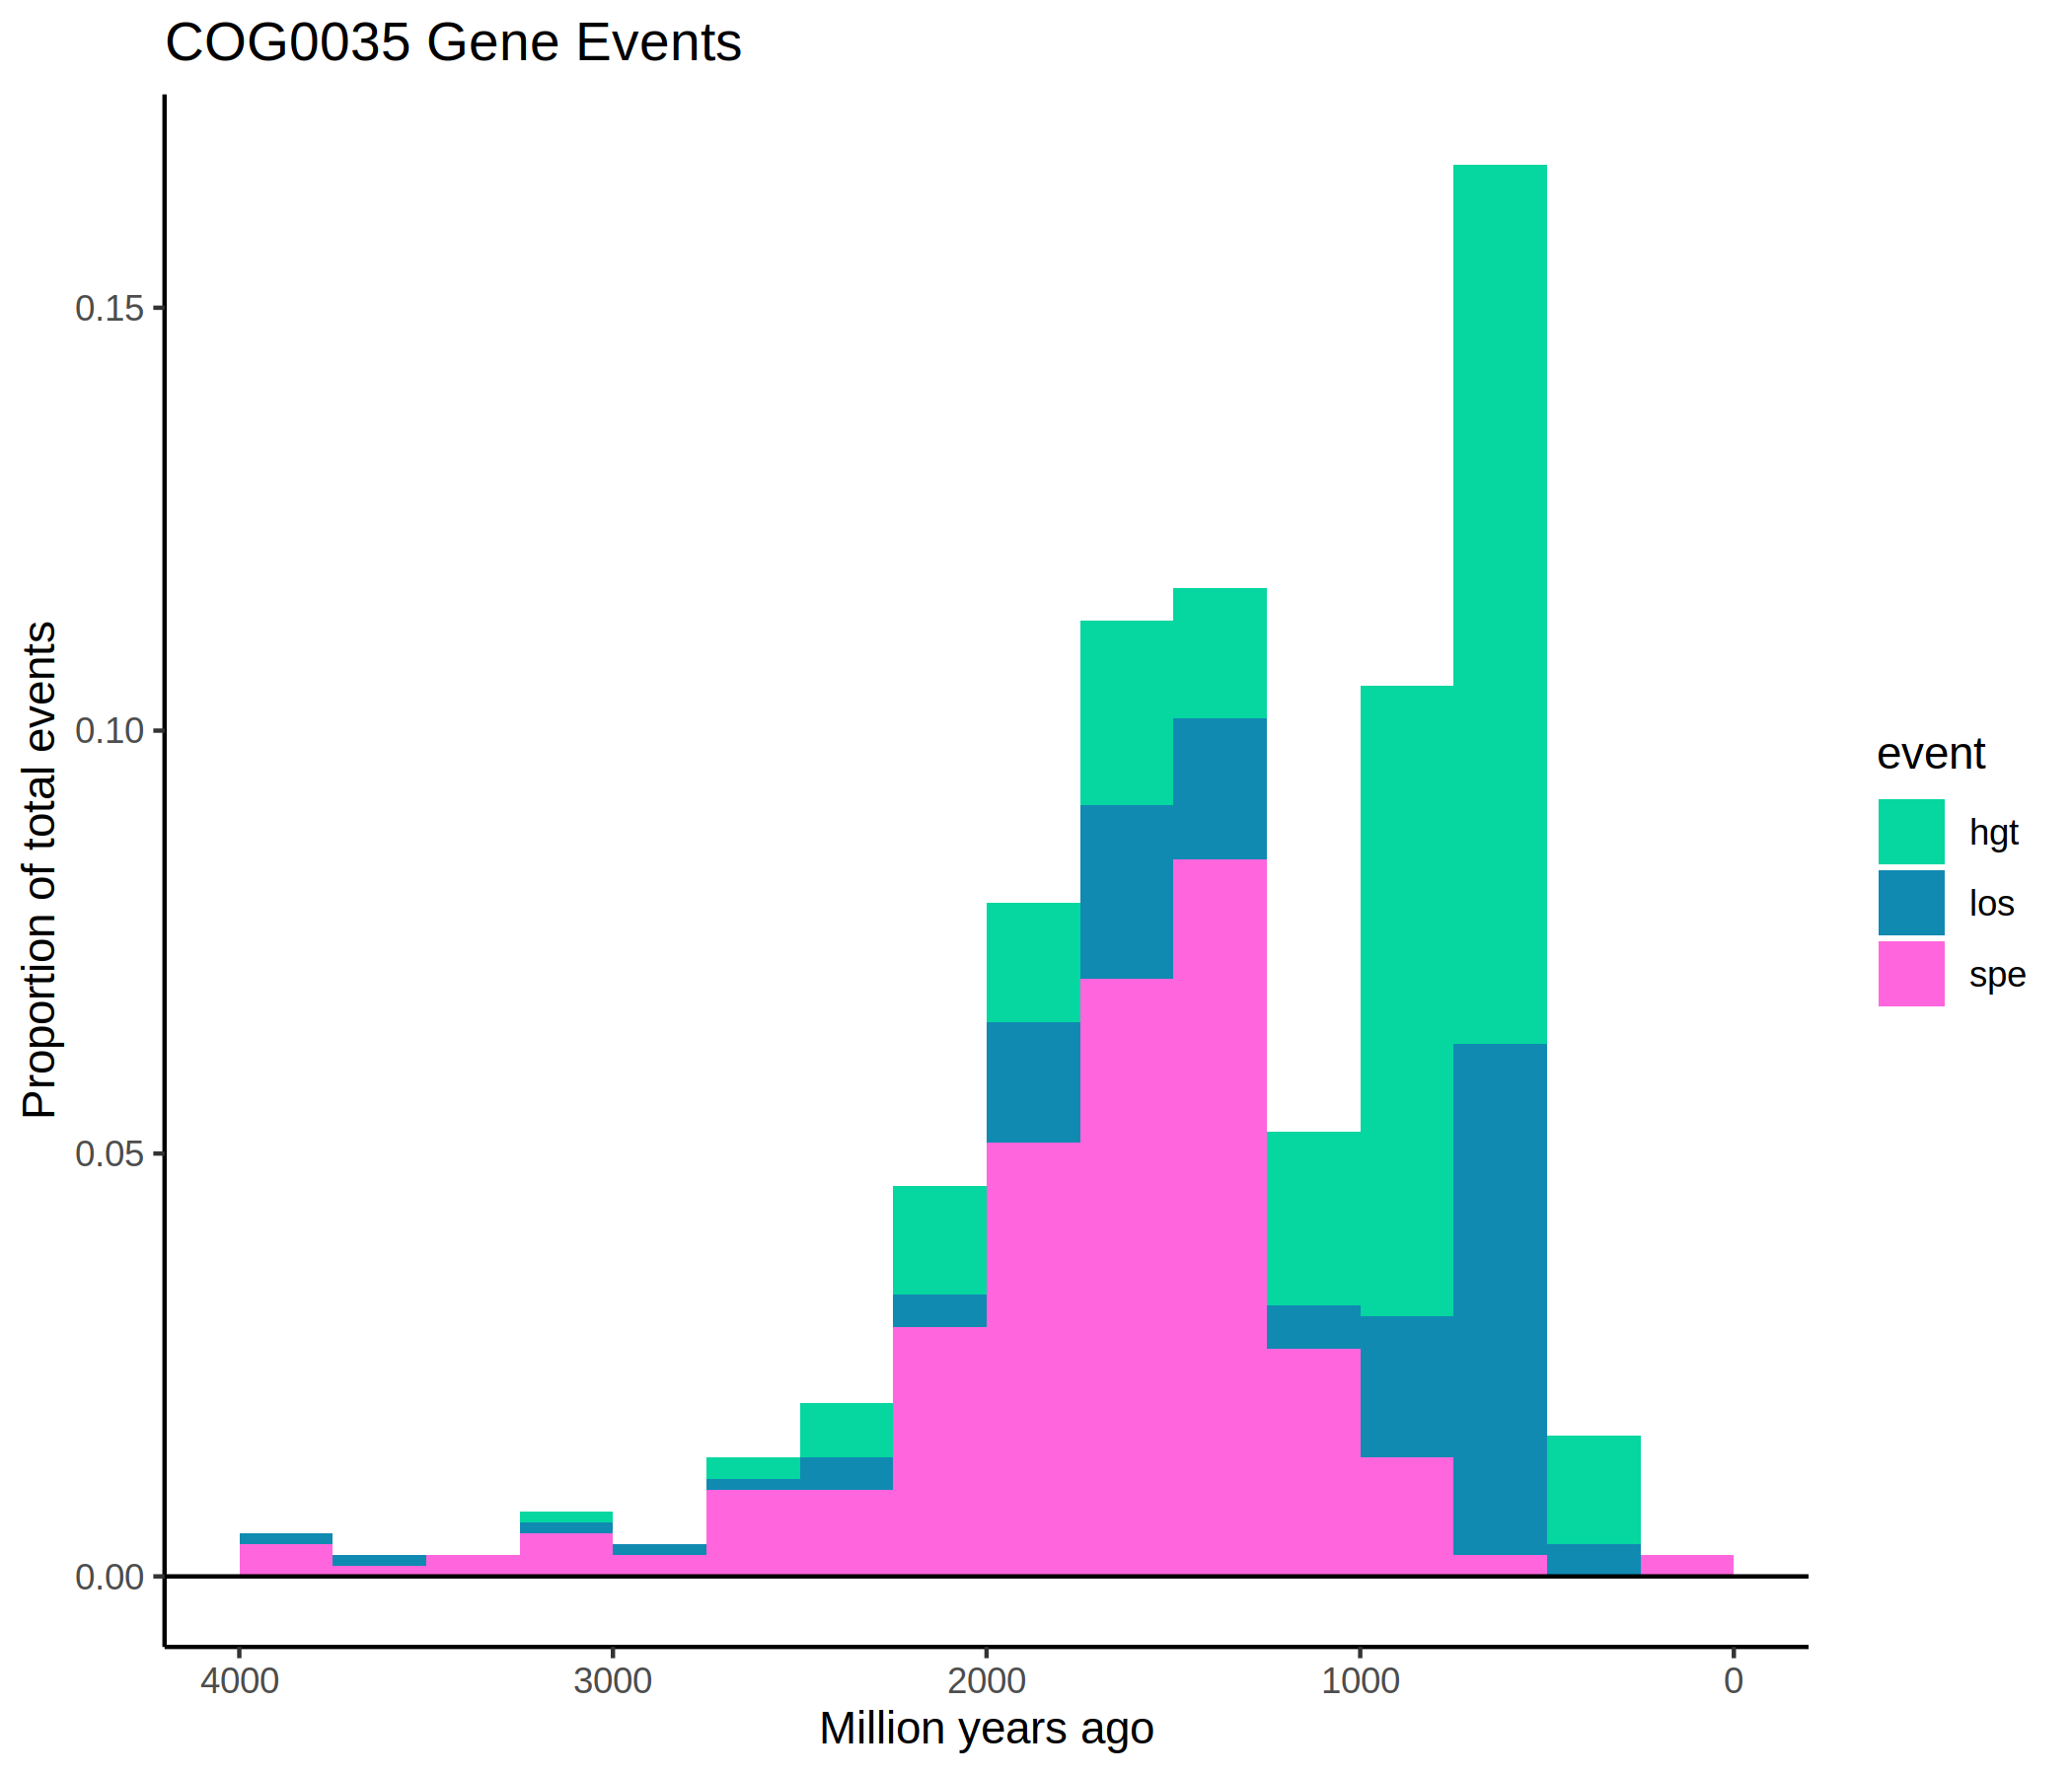 COG0035 Gene Events
Proportion of total events
0.15
0.10
0.05
0.00
4000 3000 2000 1000 0
Million years ago
event
hgt
los
spe